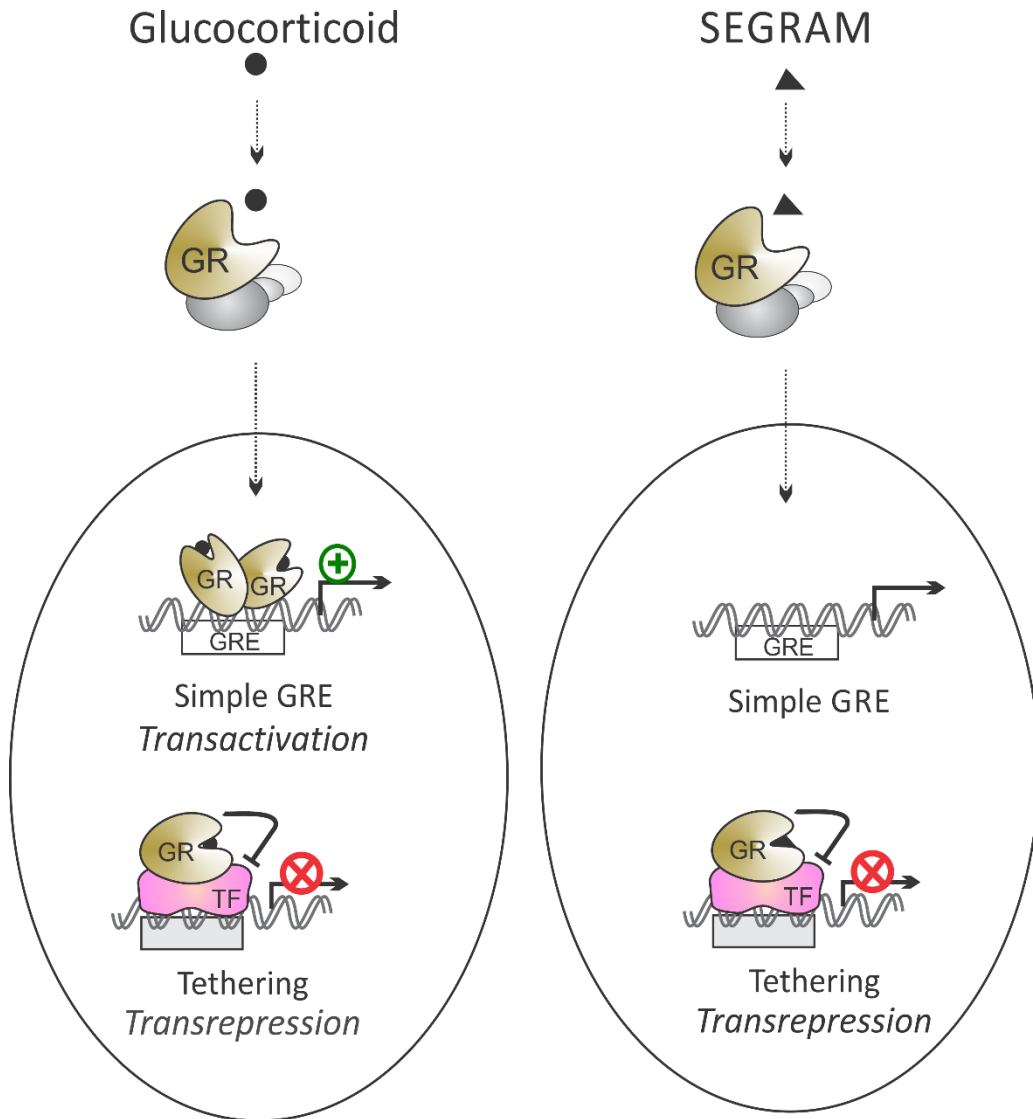 Glucocorticoid
SEGRAM
GR
GR
GR
GR
GRE
Simple GRE
Transactivation
GRE
Simple GRE
GR
TF
Tethering
Transrepression
GR
TF
Tethering
Transrepression